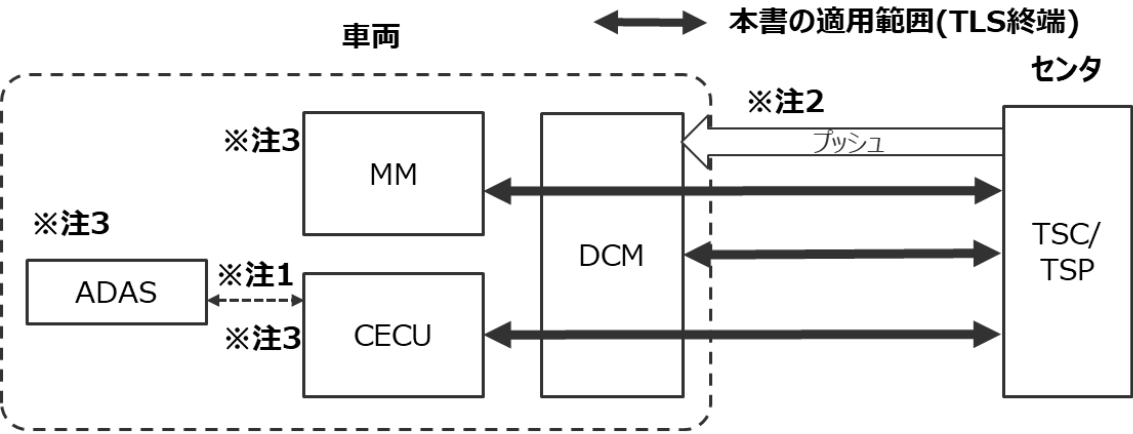 本書の適用範囲(TLS終端)
車両
センタ
※注2
プッシュ
※注3
MM
※注3
DCM
TSC/
TSP
※注1
ADAS
※注3
CECU